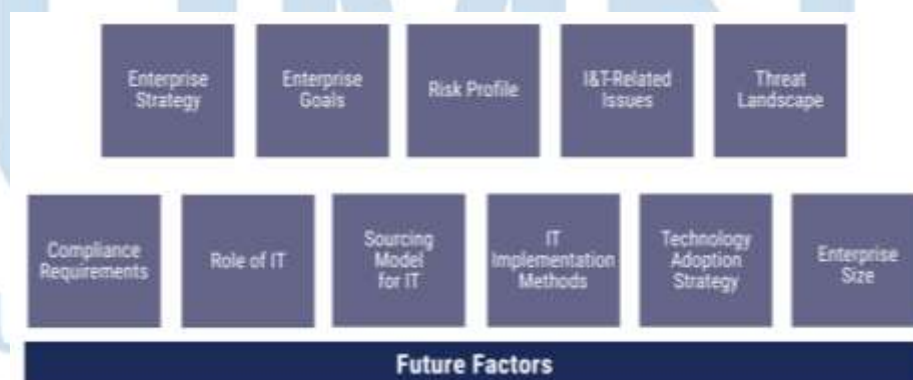 Enterprise
Strategy
Enterprise
Goals
Risk Profile
I&T-Related
Issues
Threat
Landscape
Compliance
Requirements
Role of IT
Sourcing
Model
for IT
IT
Implementation
Methods
Technology
Adoption
Strategy
Enterprise
Size
Future Factors